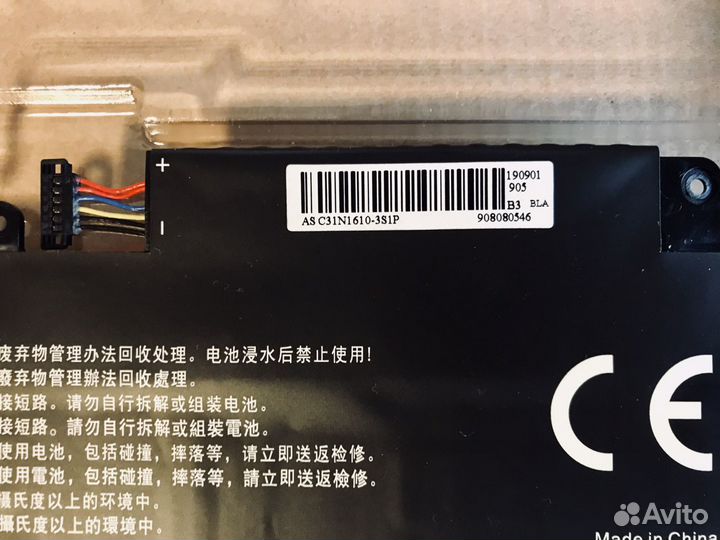 +
-
190901
905
B3 BLA
AS C31N1610-3S1P
908080546
废弃物管理办法回收处理。电池浸水后禁止使用!
廢弃物管理辦法回收處理。
接短路。请勿自行拆解或组装电池。
接短路。請勿自行拆解或組裝電池。
使用电池，包括碰撞，摔落等，请立即送返检修。
使用電池，包括碰撞，摔落等，請立即送返檢修。
摄氏度以上的环境中。
攝氏度以上的環境中。
CE
Made in China
Avito